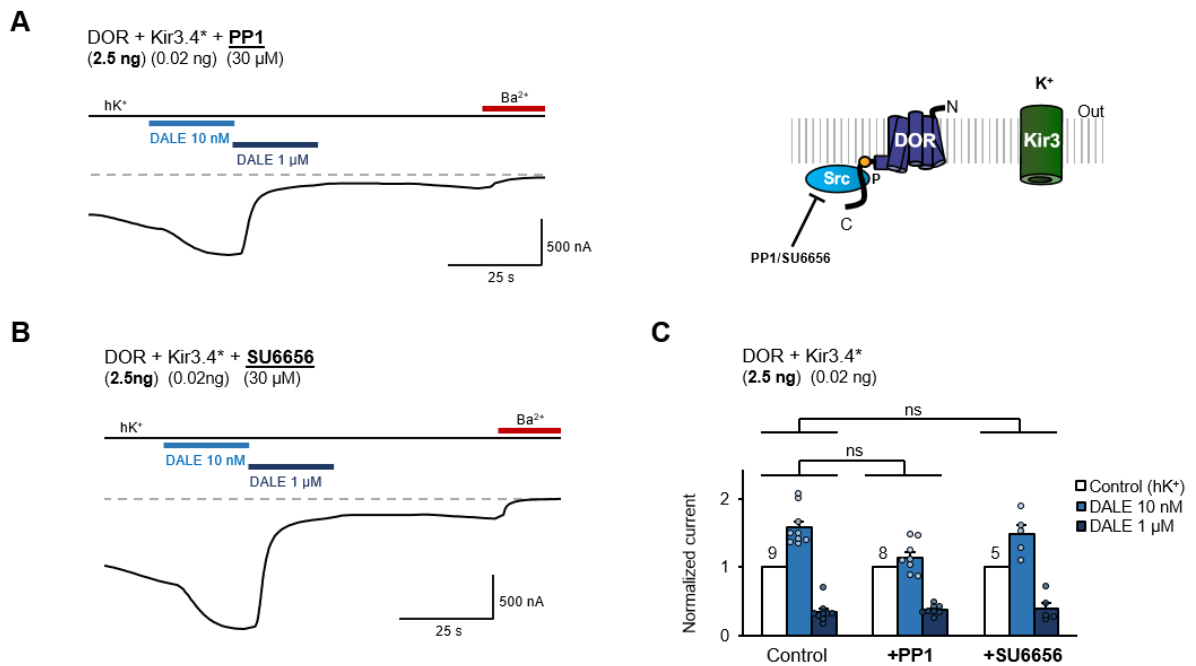 A
DOR + Kir3.4* + PP1
(2.5 ng) (0.02 ng) (30 µM)
hK⁺
Ba²⁺
DALE 10 nM
DALE 1 µM
500 nA
25 s
K⁺
N
Out
DOR
Kir3
Src
P
C
PP1/SU6656
B
DOR + Kir3.4* + SU6656
(2.5ng) (0.02ng) (30 µM)
hK⁺
Ba²⁺
DALE 10 nM
DALE 1 µM
500 nA
25 s
C
DOR + Kir3.4*
(2.5 ng) (0.02 ng)
ns
ns
Control (hK⁺)
DALE 10 nM
DALE 1 µM
Normalized current
2
1
0
9
8
5
Control
+PP1
+SU6656